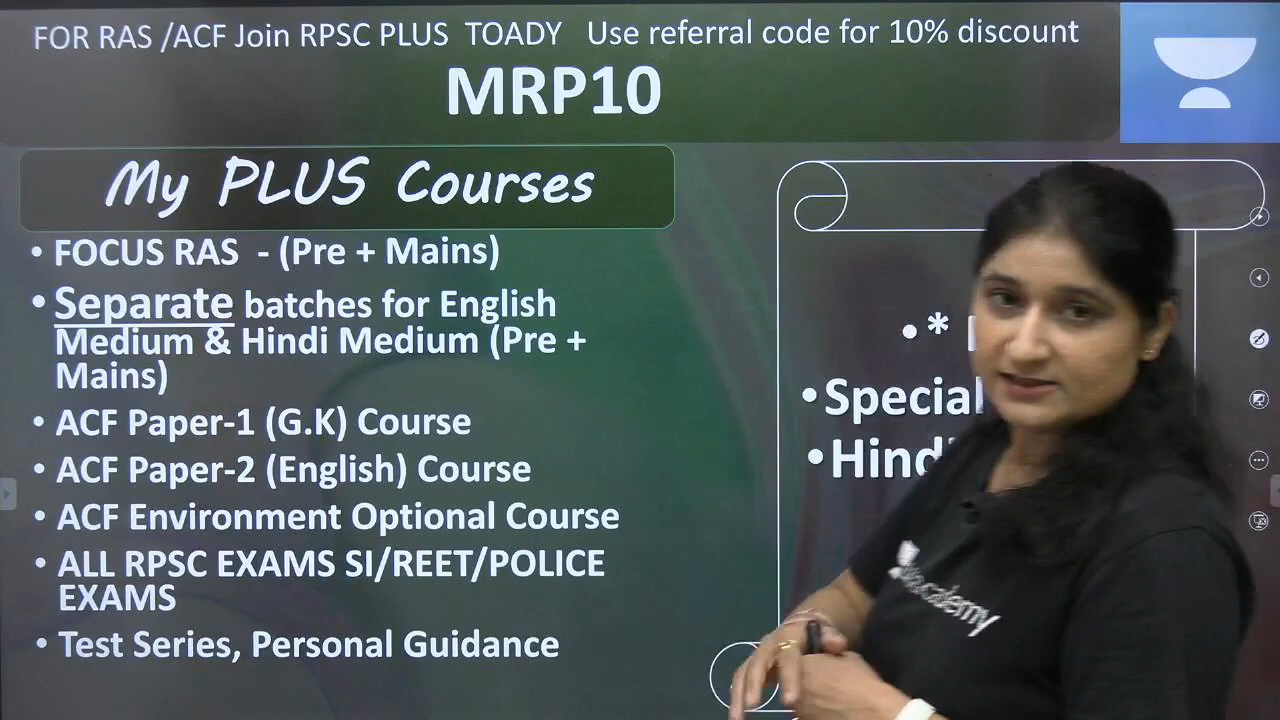 FOR RAS /ACF Join RPSC PLUS TOADY Use referral code for 10% discount
MRP10
My PLUS Courses
• FOCUS RAS - (Pre + Mains)
• Separate batches for English
Medium & Hindi Medium (Pre +
Mains)
• ACF Paper-1 (G.K) Course
• ACF Paper-2 (English) Course
• ACF Environment Optional Course
• ALL RPSC EXAMS SI/REET/POLICE
EXAMS
• Test Series, Personal Guidance
• *
• Special
• Hindi